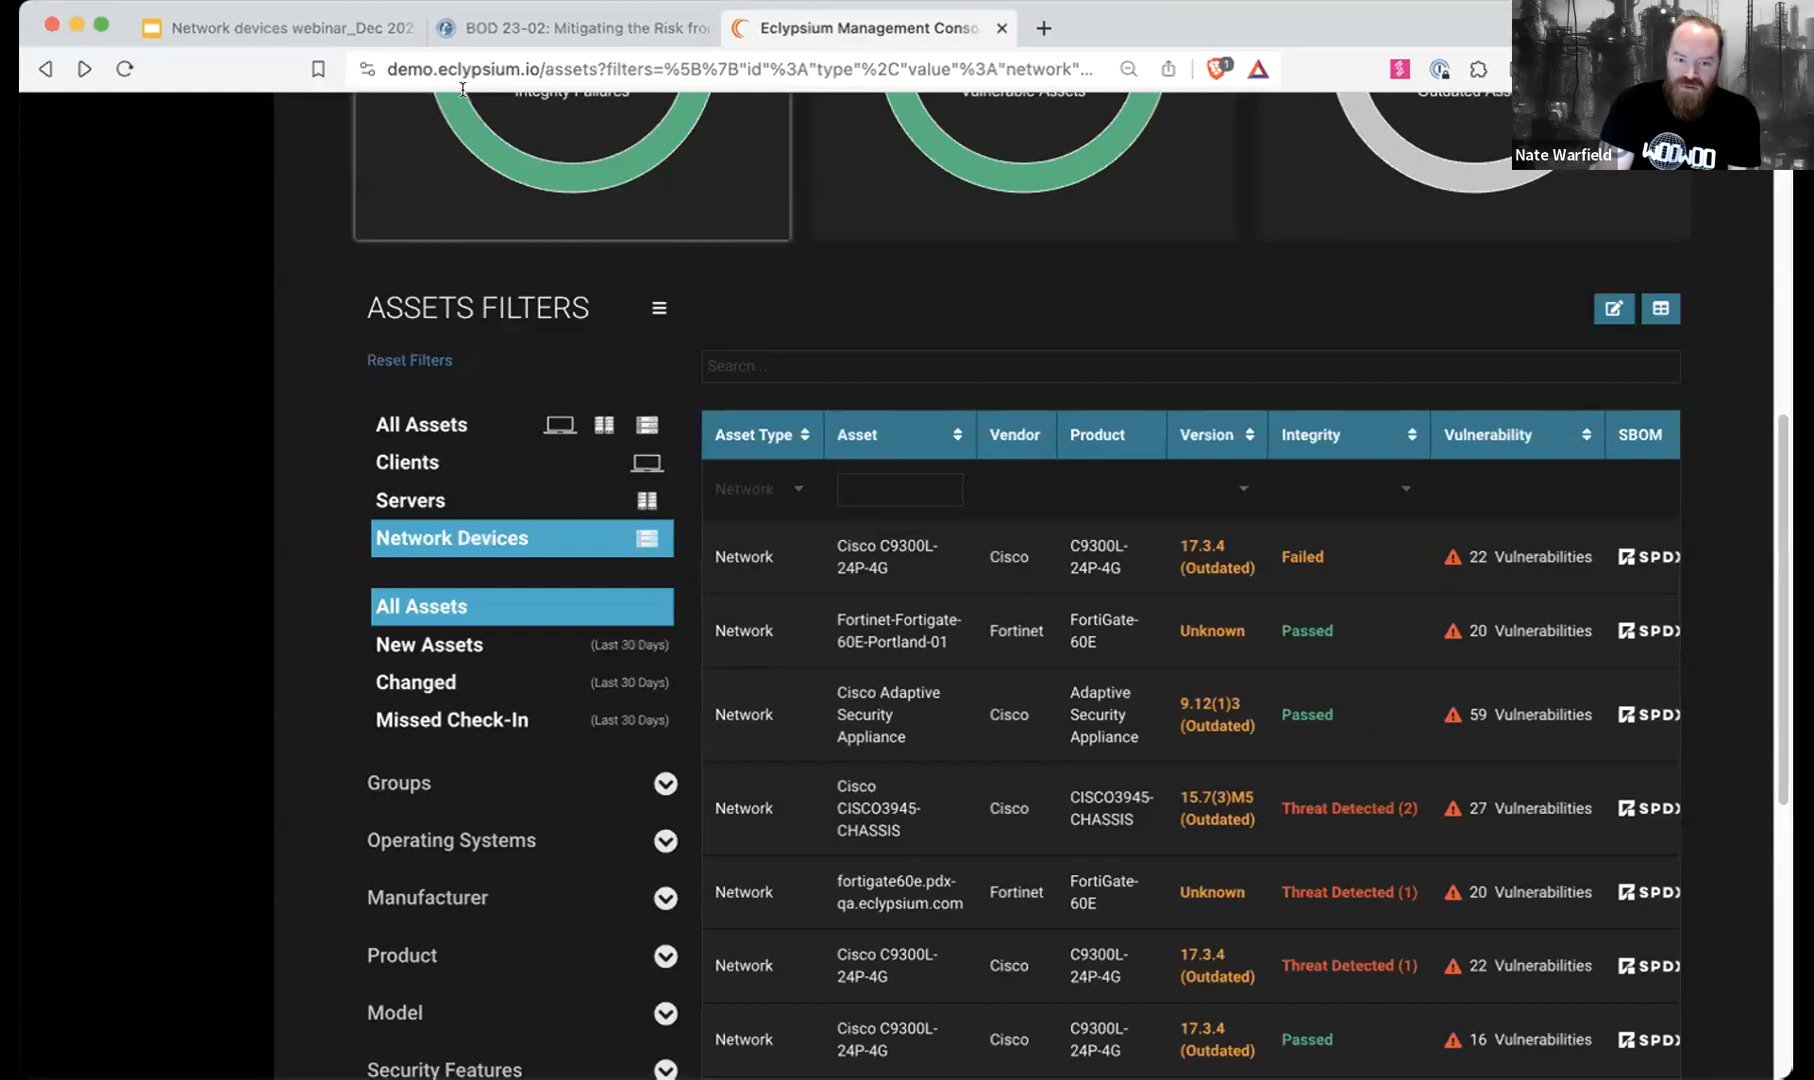 Network devices webinar_Dec 202
BOD 23-02: Mitigating the Risk fro
Eclypsium Management Conso
demo.eclypsium.io/assets?filters=%5B%7B"id"%3A"type"%2C"value"%3A"network"...
1
Integrity Failures
Vulnerable Assets
Outdated Ass
WOOWOO
Nate Warfield
ASSETS FILTERS
Reset Filters
Search...
All Assets
Clients
Servers
Network Devices
All Assets
New Assets (Last 30 Days)
Changed (Last 30 Days)
Missed Check-In (Last 30 Days)
Groups
Operating Systems
Manufacturer
Product
Model
Security Features
Asset Type Asset Vendor Product Version Integrity Vulnerability SBOM
Network
Network Cisco C9300L-24P-4G Cisco C9300L-24P-4G 17.3.4 (Outdated) Failed 22 Vulnerabilities SPDX
Network Fortinet-Fortigate-60E-Portland-01 Fortinet FortiGate-60E Unknown Passed 20 Vulnerabilities SPDX
Network Cisco Adaptive Security Appliance Cisco Adaptive Security Appliance 9.12(1)3 (Outdated) Passed 59 Vulnerabilities SPDX
Network Cisco CISCO3945-CHASSIS Cisco CISCO3945-CHASSIS 15.7(3)M5 (Outdated) Threat Detected (2) 27 Vulnerabilities SPDX
Network fortigate60e.pdx-qa.eclypsium.com Fortinet FortiGate-60E Unknown Threat Detected (1) 20 Vulnerabilities SPDX
Network Cisco C9300L-24P-4G Cisco C9300L-24P-4G 17.3.4 (Outdated) Threat Detected (1) 22 Vulnerabilities SPDX
Network Cisco C9300L-24P-4G Cisco C9300L-24P-4G 17.3.4 (Outdated) Passed 16 Vulnerabilities SPDX